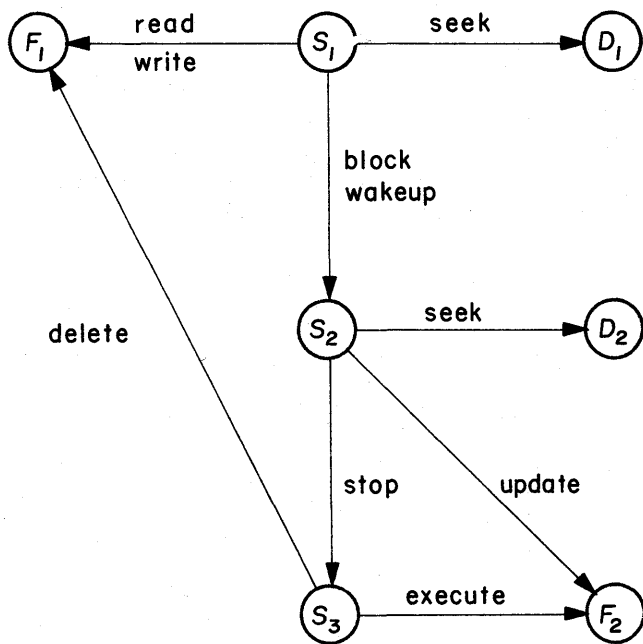 read
seek
F1
S1
D1
write
block
wakeup
delete
S2
seek
D2
stop
update
S3
execute
F2